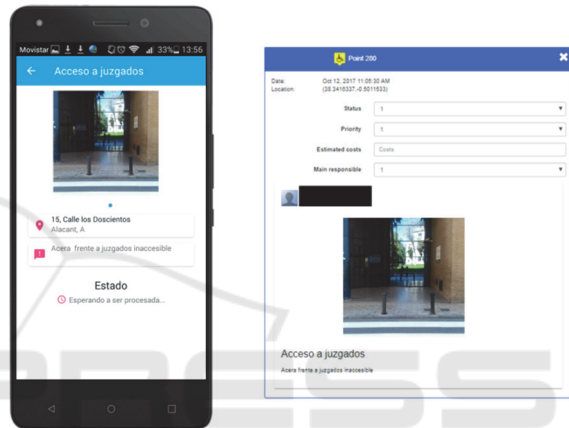 Movistar 33% 13:56
← Acceso a juzgados
15, Calle los Doscientos
Alacant, A
Acera frente a juzgados inaccesible
Estado
Esperando a ser procesada...
Point 280
Date: Oct 12, 2017 11:05:30 AM
Location: (38.3415337,-0.5011533)
Status 1
Priority 1
Estimated costs Costs
Main responsible 1
Acceso a juzgados
Acera frente a juzgados inaccesible
PRESS